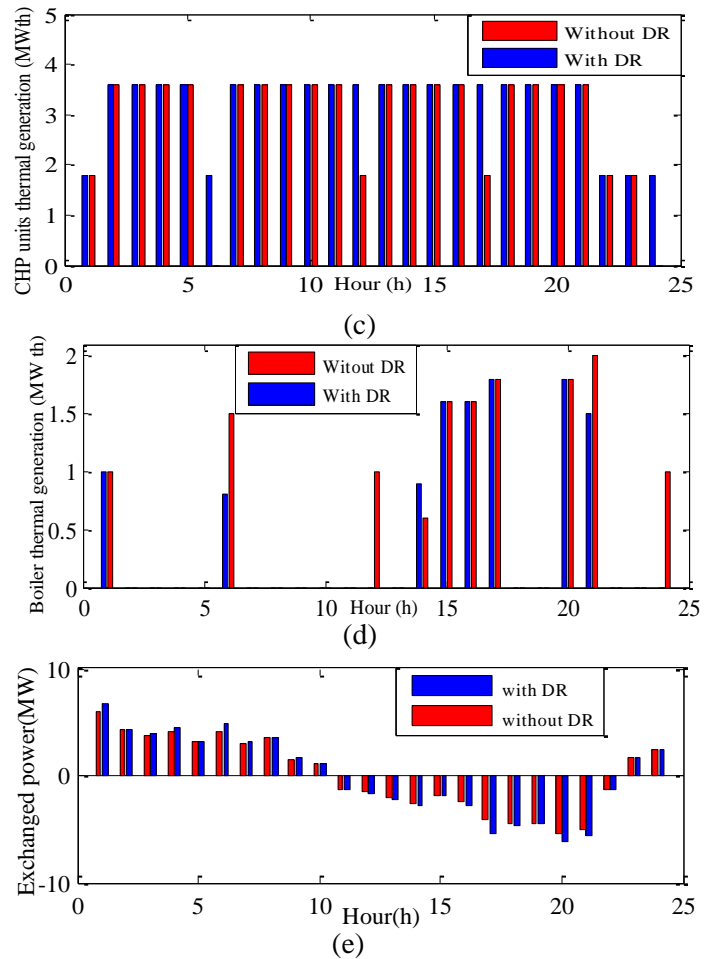 CHP units thermal generation (MWth)
5
4
3
2
1
0
Without DR
With DR
0 5 10 15 20 25
Hour (h)
(c)
Boiler thermal generation (MW th)
2
1.5
1
0.5
0
Witout DR
With DR
0 5 10 15 20 25
Hour (h)
(d)
Exchanged power(MW)
10
0
-10
with DR
without DR
0 5 10 15 20 25
Hour(h)
(e)